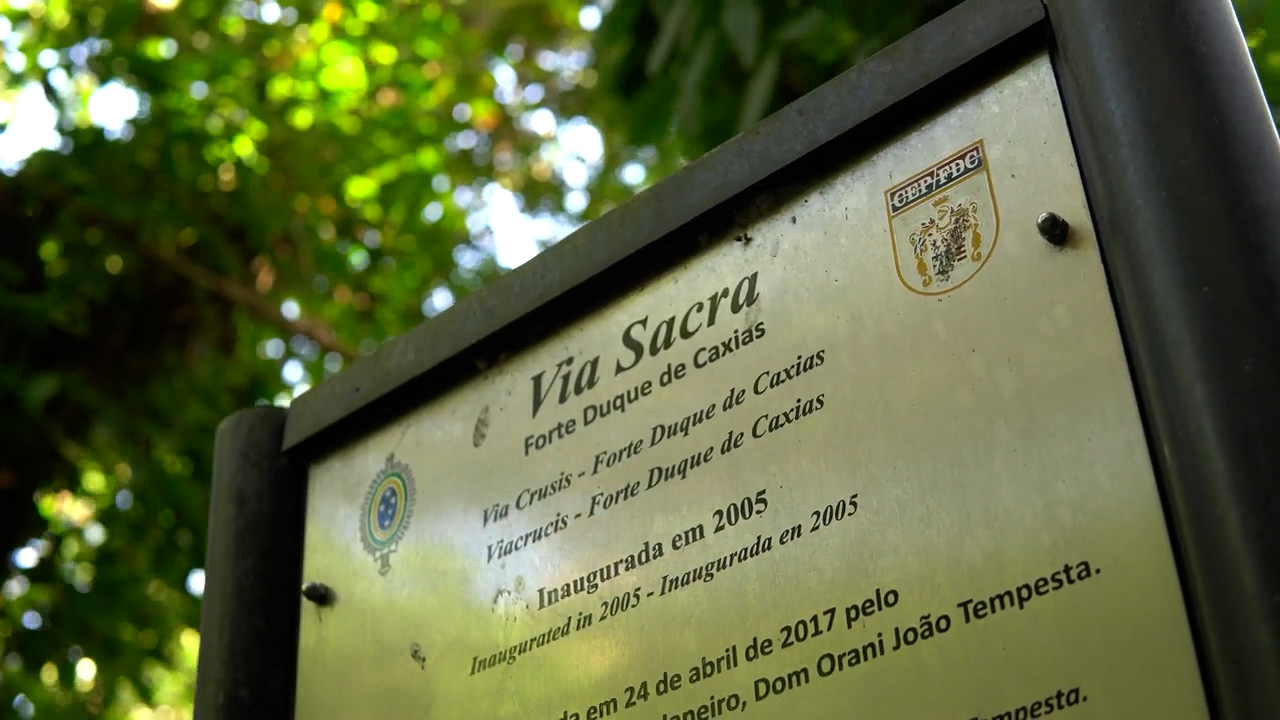 CEP/FDC
Via Sacra
Forte Duque de Caxias
Via Crusis - Forte Duque de Caxias
Viacrucis - Forte Duque de Caxias
Inaugurada em 2005
Inaugurated in 2005 - Inaugurada en 2005
em 24 de abril de 2017 pelo
Dom Orani João Tempesta.
Tempesta.